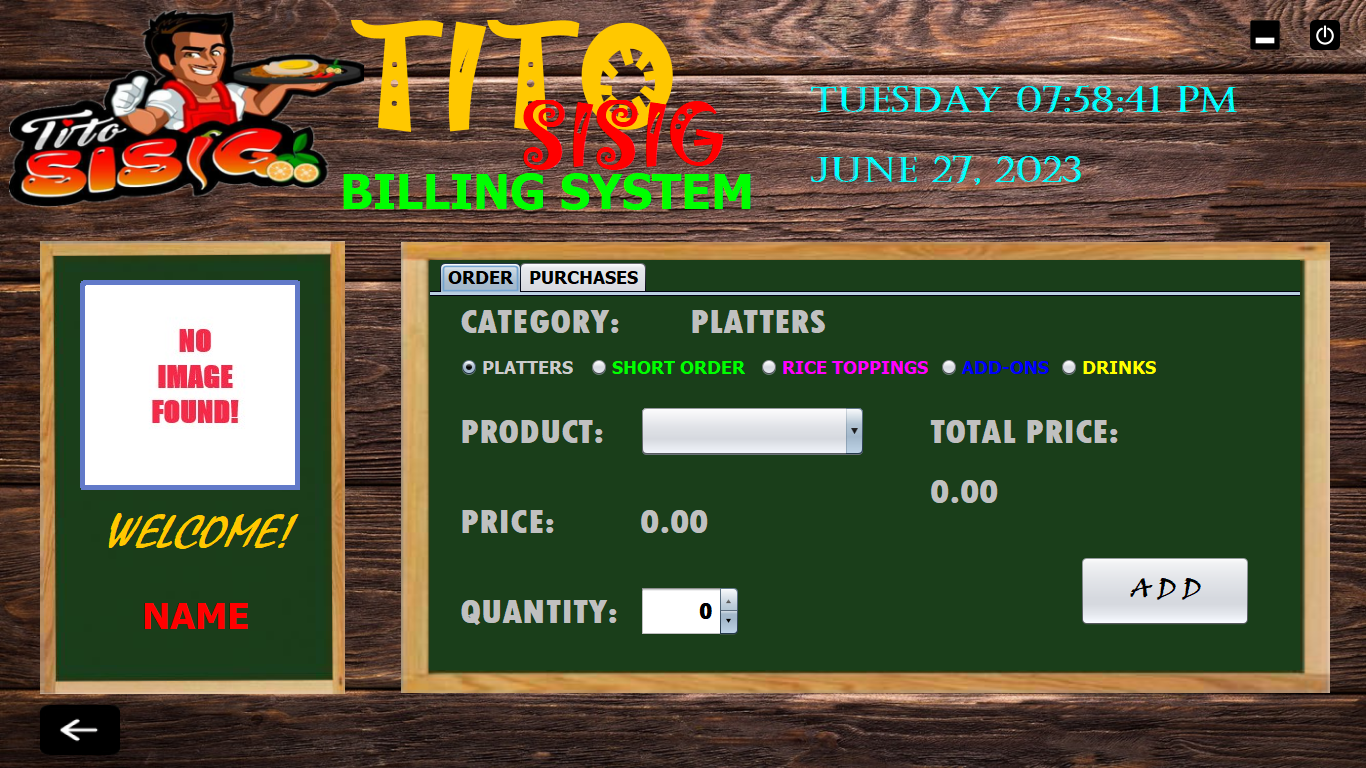 Tito
SISIG
TITO
SISIG
BILLING SYSTEM
TUESDAY 07:58:41 PM
JUNE 27, 2023
NO
IMAGE
FOUND!
WELCOME!
NAME
ORDER PURCHASES
CATEGORY: PLATTERS
PLATTERS SHORT ORDER RICE TOPPINGS ADD-ONS DRINKS
PRODUCT: TOTAL PRICE:
0.00
PRICE: 0.00
ADD
QUANTITY: 0